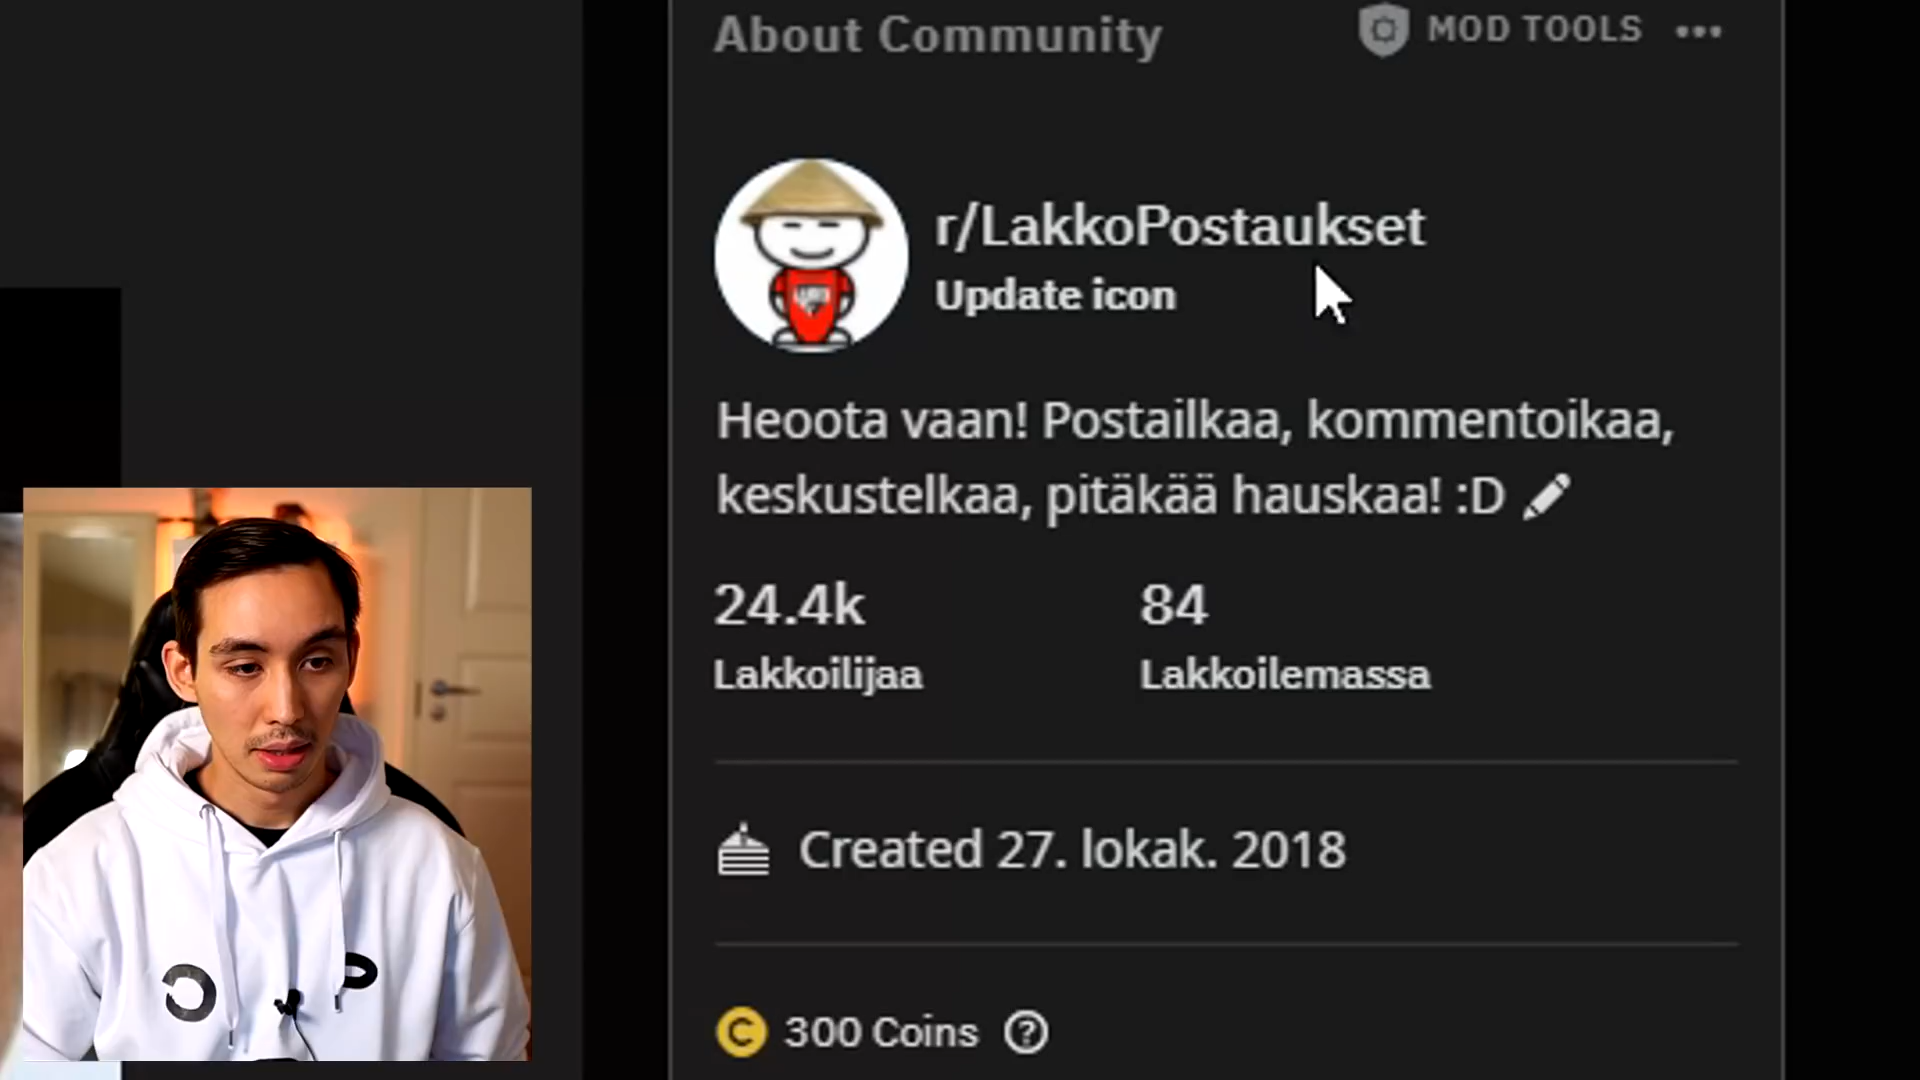 About Community
MOD TOOLS
r/LakkoPostaukset
Update icon
Heoota vaan! Postailkaa, kommentoikaa,
keskustelkaa, pitäkää hauskaa! :D
24.4k
84
Lakkoilijaa
Lakkoilemassa
Created 27. lokak. 2018
300 Coins